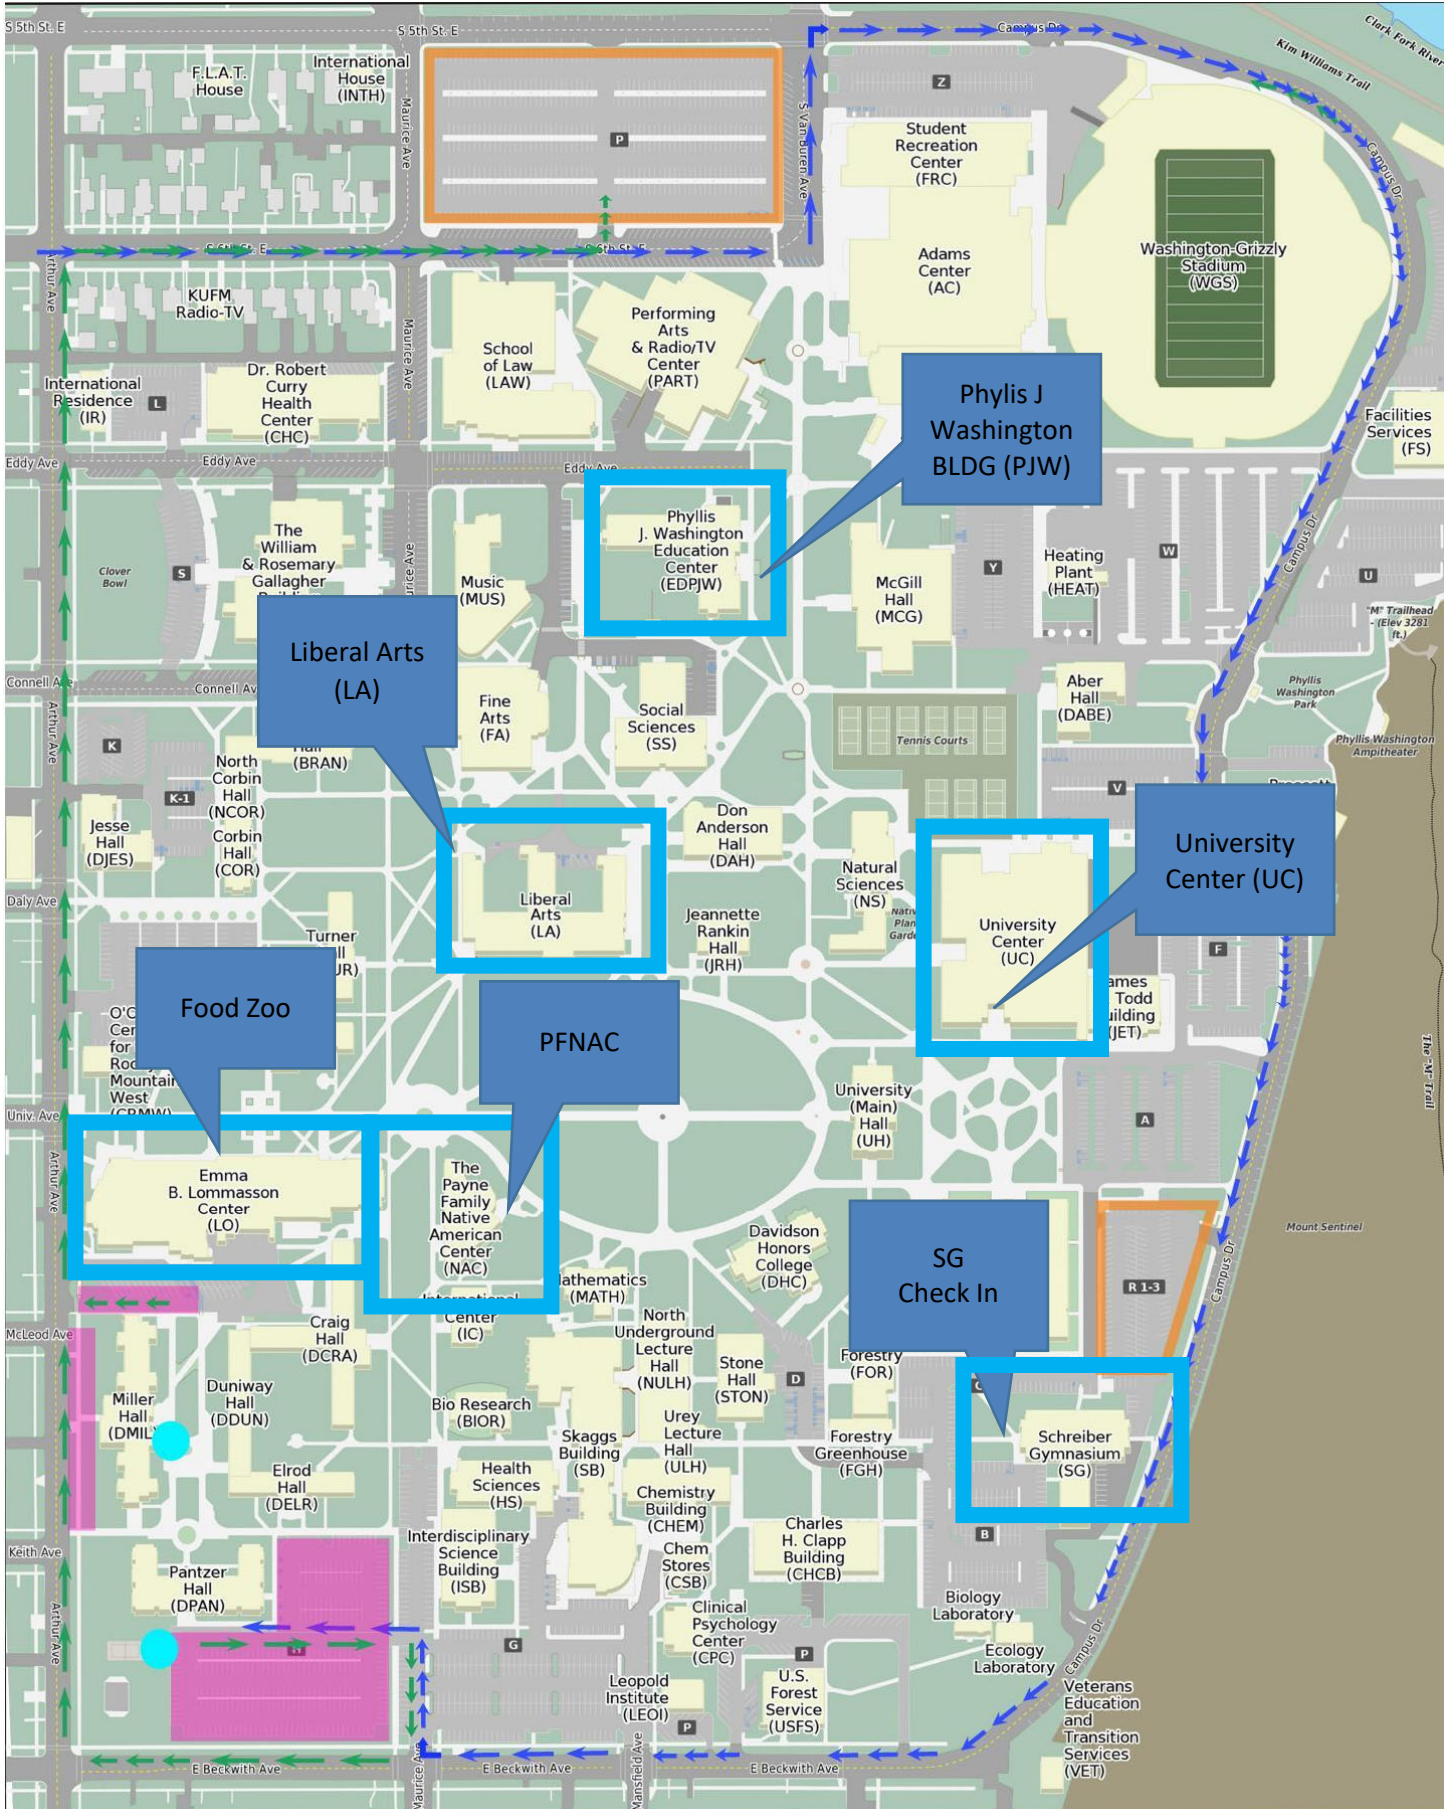 S 5th St. E
S 5th St. E
Campus Dr
Clark Fork River
Kim Williams Trail
F.L.A.T.
House
International
House
(INTH)
Maurice Ave
P
S Van Buren Ave
Z
Student
Recreation
Center
(FRC)
Campus Dr
Arthur Ave
S 6th St. E
S 6th St. E
Adams
Center
(AC)
Washington-Grizzly
Stadium
(WGS)
KUFM
Radio-TV
Maurice Ave
School
of Law
(LAW)
Performing
Arts
& Radio/TV
Center
(PART)
International
Residence
(IR)
L
Dr. Robert
Curry
Health
Center
(CHC)
Phylis J
Washington
BLDG (PJW)
Facilities
Services
(FS)
Eddy Ave
Eddy Ave
Eddy Ave
Clover
Bowl
S
The
William
& Rosemary
Gallagher
Music
(MUS)
Phyllis
J. Washington
Education
Center
(EDPJW)
McGill
Hall
(MCG)
Y
Heating
Plant
(HEAT)
W
Campus Dr
U
"M" Trailhead
- (Elev 3281
ft.)
Liberal Arts
(LA)
Connell Ave
Connell Av
Arthur Ave
Fine
Arts
(FA)
Social
Sciences
(SS)
Aber
Hall
(DABE)
Phyllis
Washington
Park
Phyllis Washington
Ampitheater
Tennis Courts
K
(BRAN)
North
Corbin
Hall
(NCOR)
K-1
Corbin
Hall
(COR)
Jesse
Hall
(DJES)
V
Don
Anderson
Hall
(DAH)
University
Center (UC)
Natural
Sciences
(NS)
Daly Ave
Liberal
Arts
(LA)
Jeannette
Rankin
Hall
(JRH)
University
Center
(UC)
F
Turner
Food Zoo
PFNAC
Todd
(JET)
for
Mountain
West
The "M" Trail
Univ. Ave
University
(Main)
Hall
(UH)
A
Arthur Ave
Emma
B. Lommasson
Center
(LO)
The
Payne
Family
Native
American
Center
(NAC)
Davidson
Honors
College
(DHC)
SG
Check In
Mount Sentinel
Campus Dr
R 1-3
(MATH)
Center
(IC)
McLeod Ave
Craig
Hall
(DCRA)
North
Underground
Lecture
Hall
(NULH)
Stone
Hall
(STON)
D
Forestry
(FOR)
Miller
Hall
(DMIL)
Duniway
Hall
(DDUN)
Bio Research
(BIOR)
Skaggs
Building
(SB)
Urey
Lecture
Hall
(ULH)
Forestry
Greenhouse
(FGH)
Schreiber
Gymnasium
(SG)
Elrod
Hall
(DELR)
Health
Sciences
(HS)
Chemistry
Building
(CHEM)
Interdisciplinary
Science
Building
(ISB)
Charles
H. Clapp
Building
(CHCB)
B
Keith Ave
Chem
Stores
(CSB)
Pantzer
Hall
(DPAN)
Biology
Laboratory
Clinical
Psychology
Center
(CPC)
Arthur Ave
G
P
Ecology
Laboratory
Campus Dr
Leopold
Institute
(LEOI)
U.S.
Forest
Service
(USFS)
P
Veterans
Education
and
Transition
Services
(VET)
E Beckwith Ave
Maurice Ave
E Beckwith Ave
Mansfield Ave
E Beckwith Ave